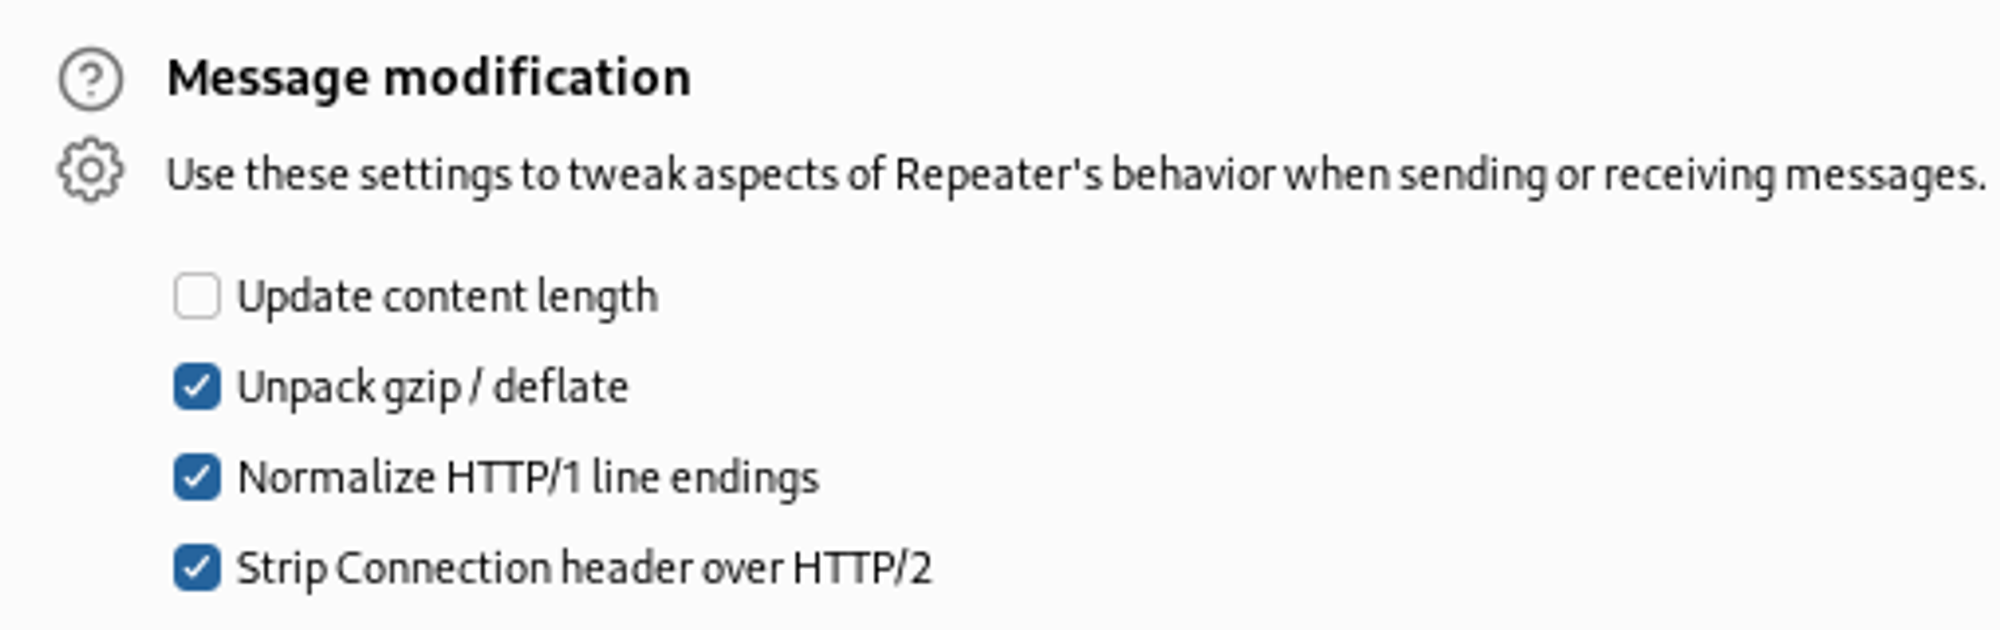 Message modification
Use these settings to tweak aspects of Repeater's behavior when sending or receiving messages.
Update content length
Unpack gzip / deflate
Normalize HTTP/1 line endings
Strip Connection header over HTTP/2